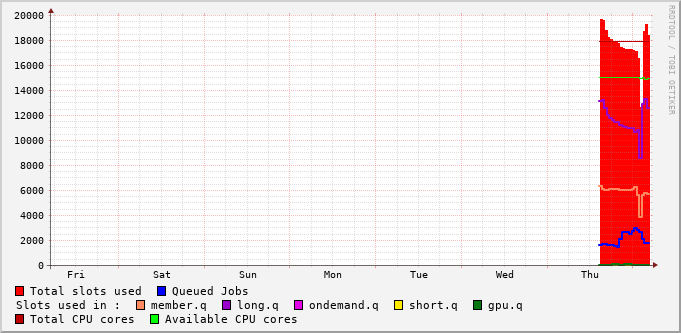 20000
18000
16000
14000
12000
10000
8000
6000
4000
2000
0
Fri Sat Sun Mon Tue Wed Thu
Total slots used Queued Jobs
Slots used in : member.q long.q ondemand.q short.q gpu.q
Total CPU cores Available CPU cores
RRDTOOL / TOBI OETIKER